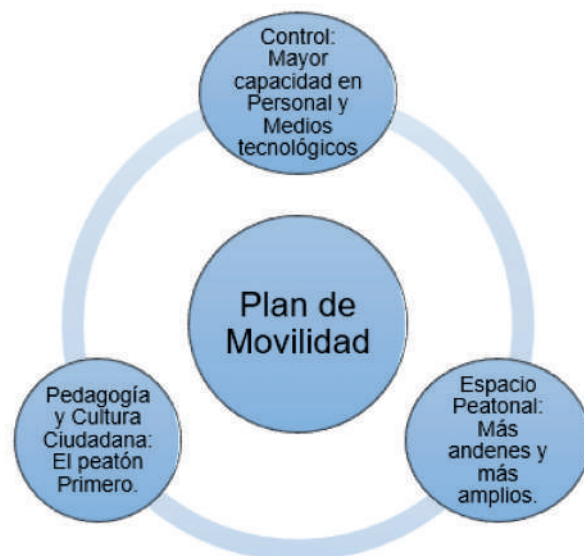 Control:
Mayor
capacidad en
Personal y
Medios
tecnológicos
Plan de
Movilidad
Pedagogía
y Cultura
Ciudadana:
El peatón
Primero.
Espacio
Peatonal:
Más
andenes y
más
amplios.